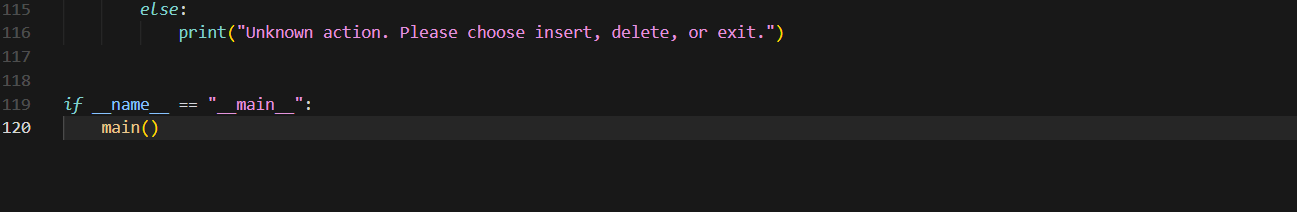 115 else:
116 print("Unknown action. Please choose insert, delete, or exit.")
117
118
119 if __name__ == "__main__":
120 main()